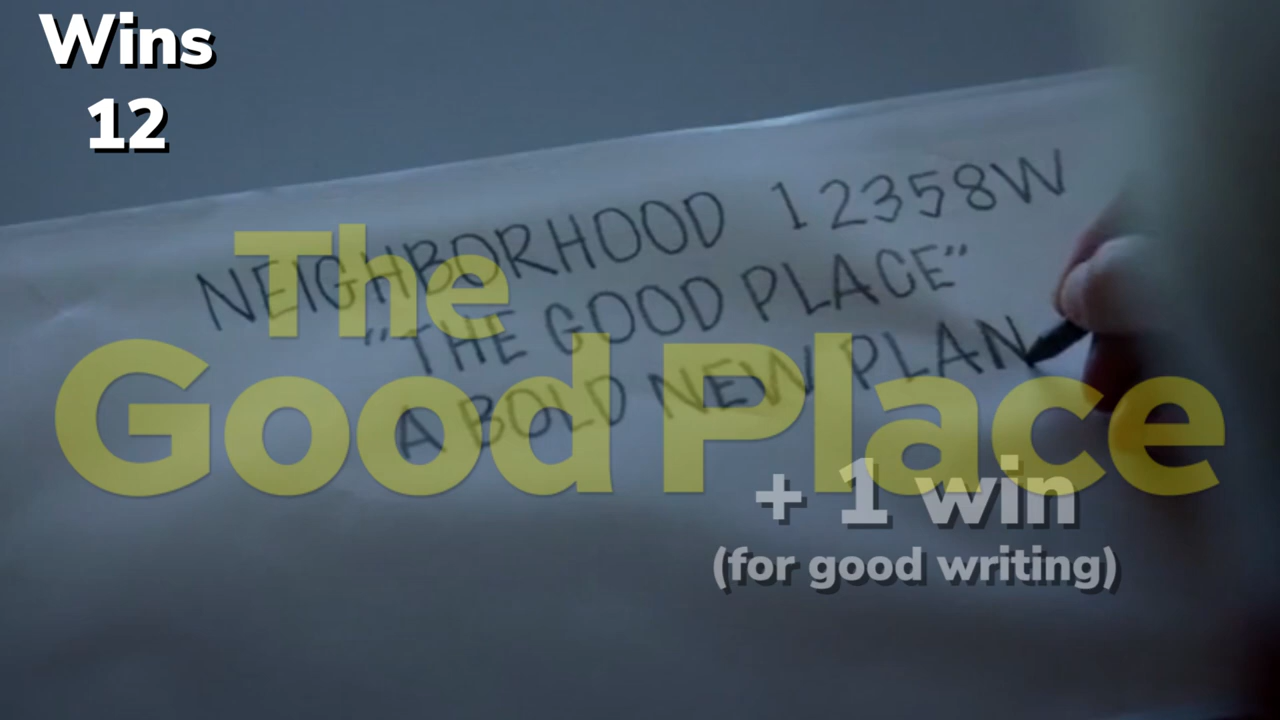 Wins
12
NEIGHBORHOOD 12358W
"THE GOOD PLACE"
A BOLD NEW PLAN
The
Good Place
+ 1 win
(for good writing)